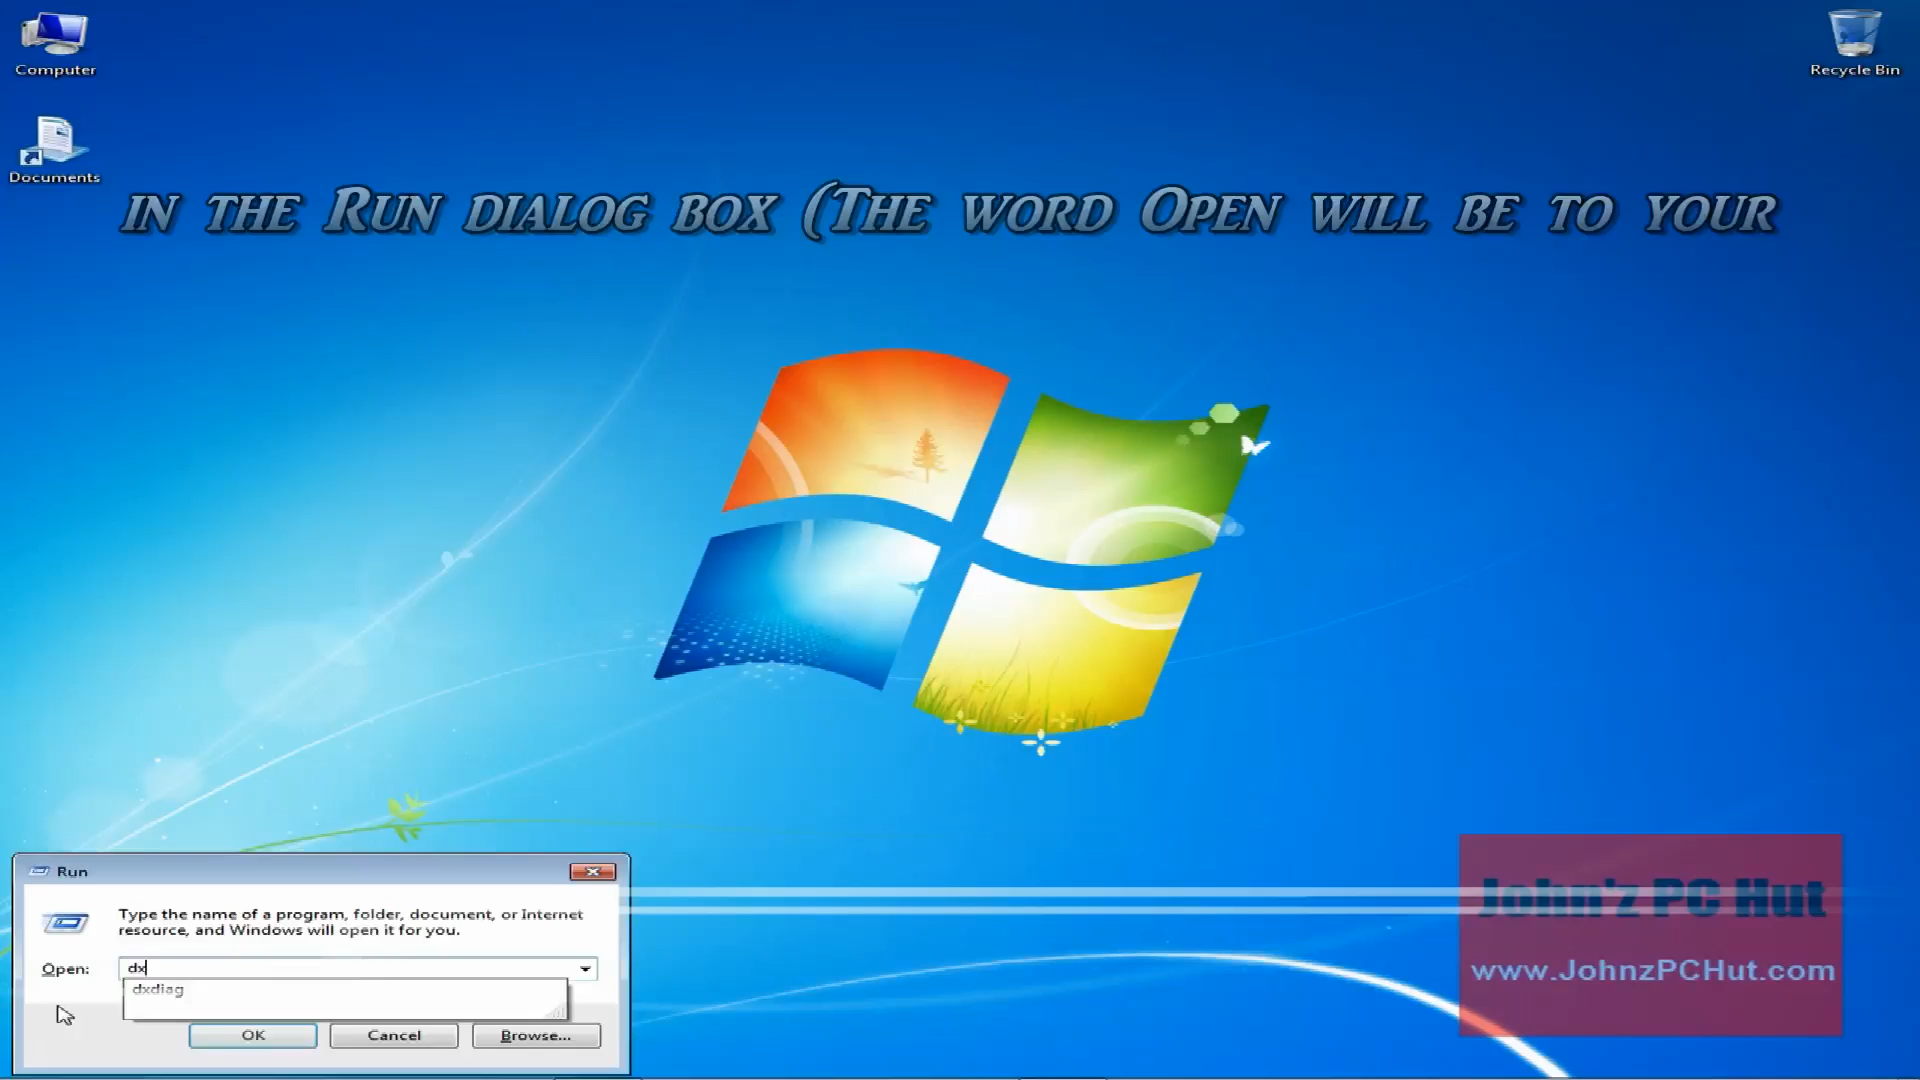 Computer
Recycle Bin
Documents
IN THE RUN DIALOG BOX (THE WORD OPEN WILL BE TO YOUR
Run
Type the name of a program, folder, document, or Internet
resource, and Windows will open it for you.
Open: dx
dxdiag
OK Cancel Browse...
John'z PC Hut
www.JohnzPCHut.com